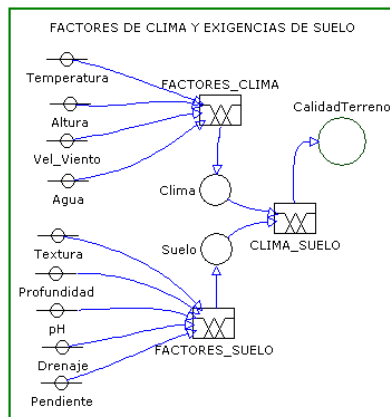 FACTORES DE CLIMA Y EXIGENCIAS DE SUELO
Temperatura
FACTORES_CLIMA
Altura
CalidadTerreno
Vel_Viento
Agua
Clima
Textura
Suelo
CLIMA_SUELO
Profundidad
pH
FACTORES_SUELO
Drenaje
Pendiente